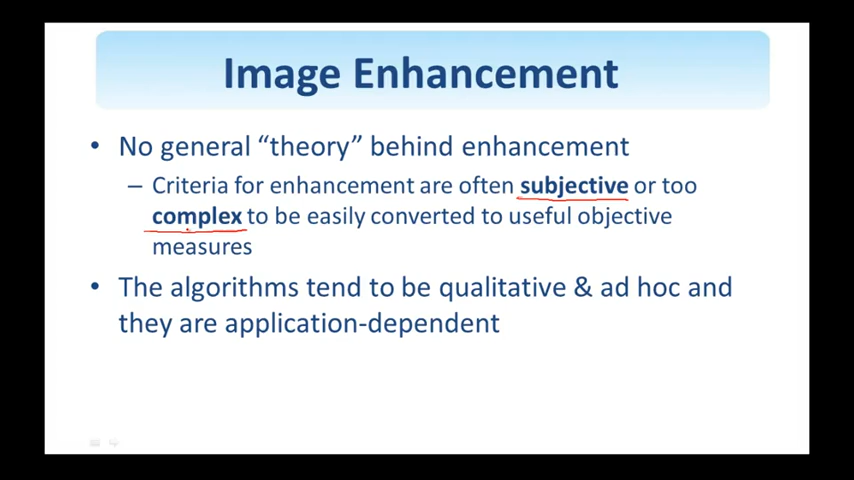 Image Enhancement
• No general “theory” behind enhancement
– Criteria for enhancement are often subjective or too
complex to be easily converted to useful objective
measures
• The algorithms tend to be qualitative & ad hoc and
they are application-dependent